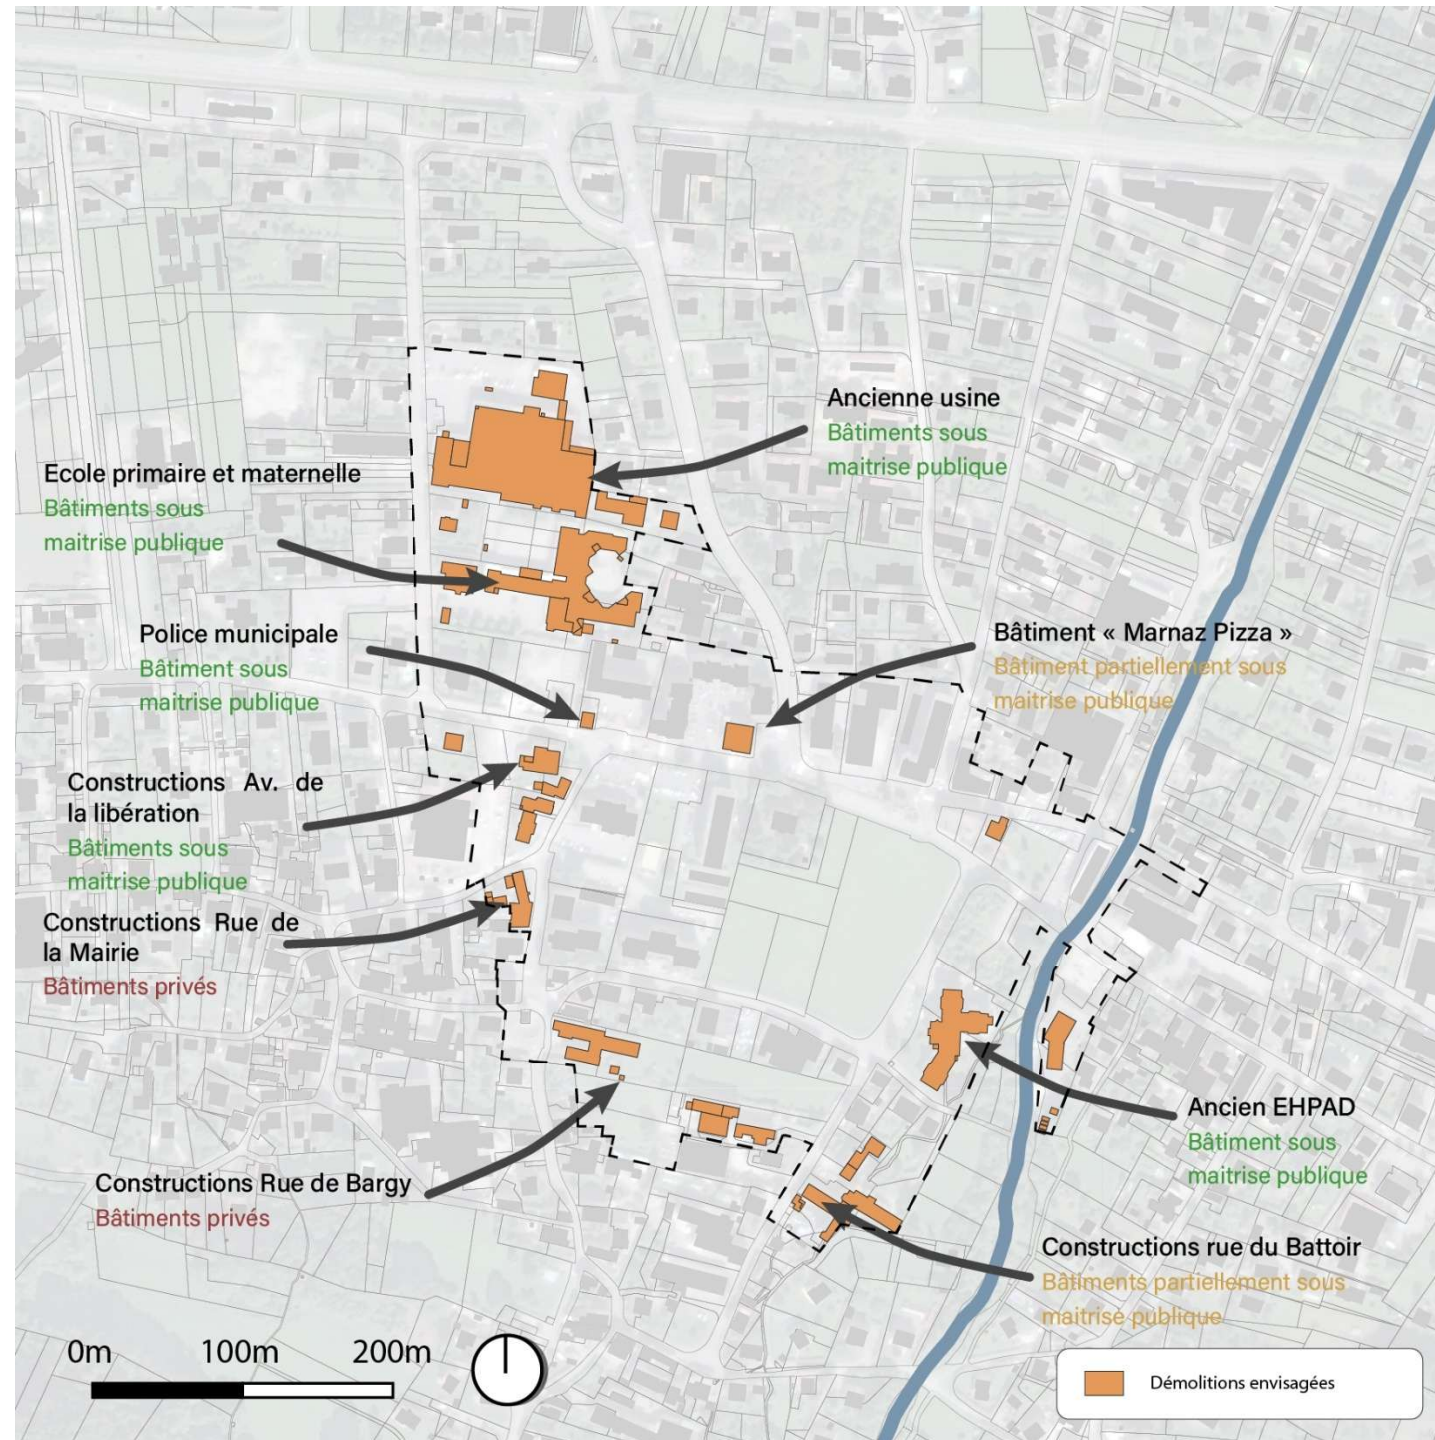 Ancienne usine
Bâtiments sous
maitrise publique
Ecole primaire et maternelle
Bâtiments sous
maitrise publique
Police municipale
Bâtiment sous
maitrise publique
Bâtiment « Marnaz Pizza »
Bâtiment partiellement sous
maitrise publique
Constructions Av. de
la libération
Bâtiments sous
maitrise publique
Constructions Rue de
la Mairie
Bâtiments privés
Ancien EHPAD
Bâtiment sous
maitrise publique
Constructions Rue de Bargy
Bâtiments privés
Constructions rue du Battoir
Bâtiments partiellement sous
maitrise publique
0m 100m 200m
Démolitions envisagées